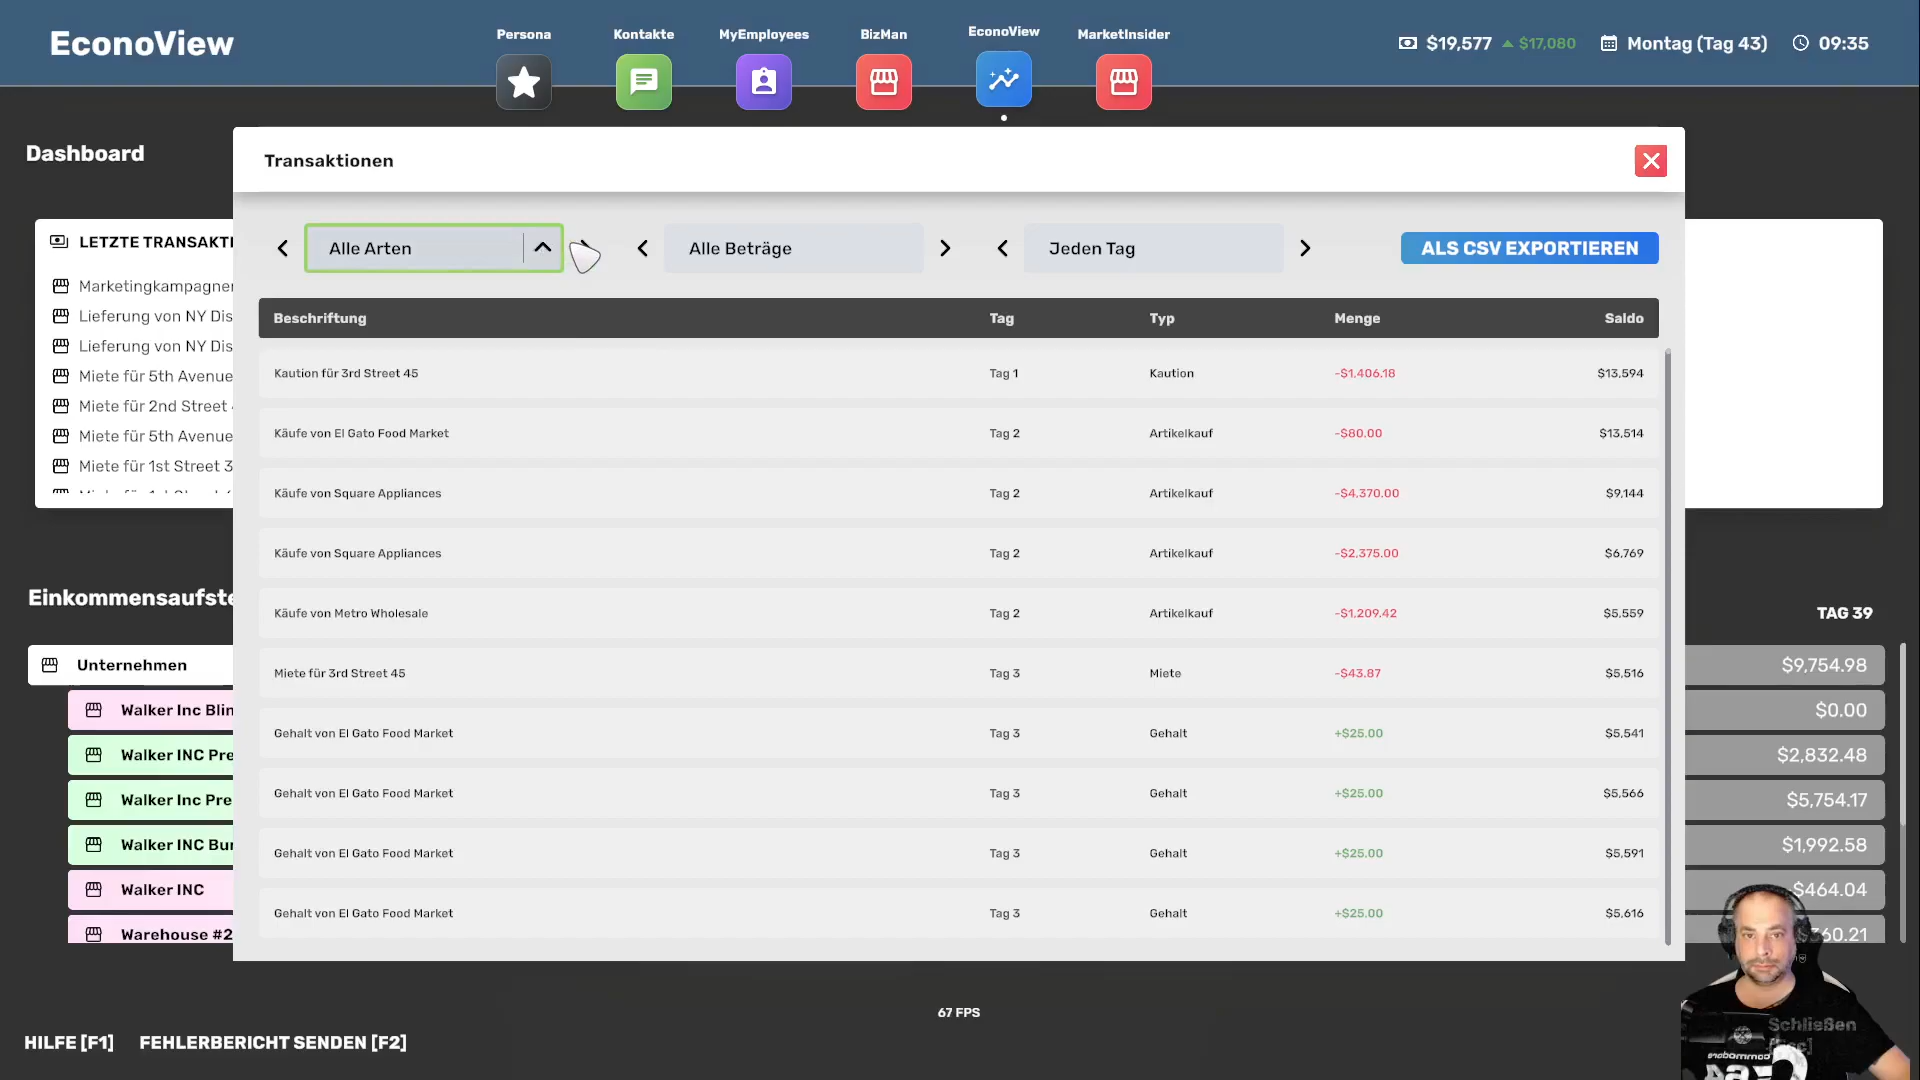 EconoView
Persona
Kontakte
MyEmployees
BizMan
EconoView
MarketInsider
$19,577
$17,080
Montag (Tag 43)
09:35
Dashboard
Transaktionen
Alle Arten
Alle Beträge
Jeden Tag
ALS CSV EXPORTIEREN
LETZTE TRANSAKT
Marketingkampagner
Lieferung von NY Dis
Lieferung von NY Dis
Miete für 5th Avenue
Miete für 2nd Street
Miete für 5th Avenue
Miete für 1st Street 3
Beschriftung Tag Typ Menge Saldo
Kaution für 3rd Street 45 Tag 1 Kaution -$1,406.18 $13,594
Käufe von El Gato Food Market Tag 2 Artikelkauf -$80.00 $13,514
Käufe von Square Appliances Tag 2 Artikelkauf -$4,370.00 $9,144
Käufe von Square Appliances Tag 2 Artikelkauf -$2,375.00 $6,769
Käufe von Metro Wholesale Tag 2 Artikelkauf -$1,209.42 $5,559
Miete für 3rd Street 45 Tag 3 Miete -$43.87 $5,516
Gehalt von El Gato Food Market Tag 3 Gehalt +$25.00 $5,541
Gehalt von El Gato Food Market Tag 3 Gehalt +$25.00 $5,566
Gehalt von El Gato Food Market Tag 3 Gehalt +$25.00 $5,591
Gehalt von El Gato Food Market Tag 3 Gehalt +$25.00 $5,616
Einkommensaufste
TAG 39
Unternehmen $9,754.98
Walker Inc Blin $0.00
Walker INC Pre $2,832.48
Walker Inc Pre $5,754.17
Walker INC Bur $1,992.58
Walker INC -$464.04
Warehouse #2 60.21
67 FPS
HILFE [F1]
FEHLERBERICHT SENDEN [F2]
Schließen